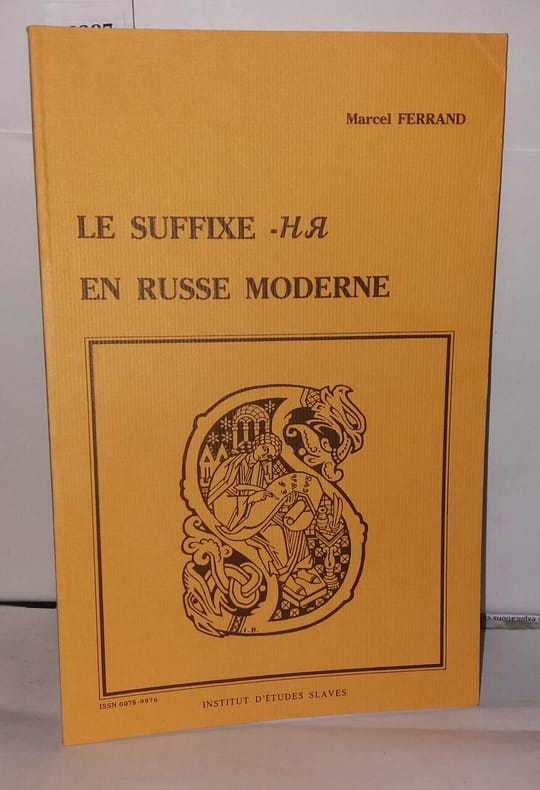 Marcel FERRAND
LE SUFFIXE -НЯ
EN RUSSE MODERNE
I.B.
ISSN 0078-9976
INSTITUT D'ÉTUDES SLAVES